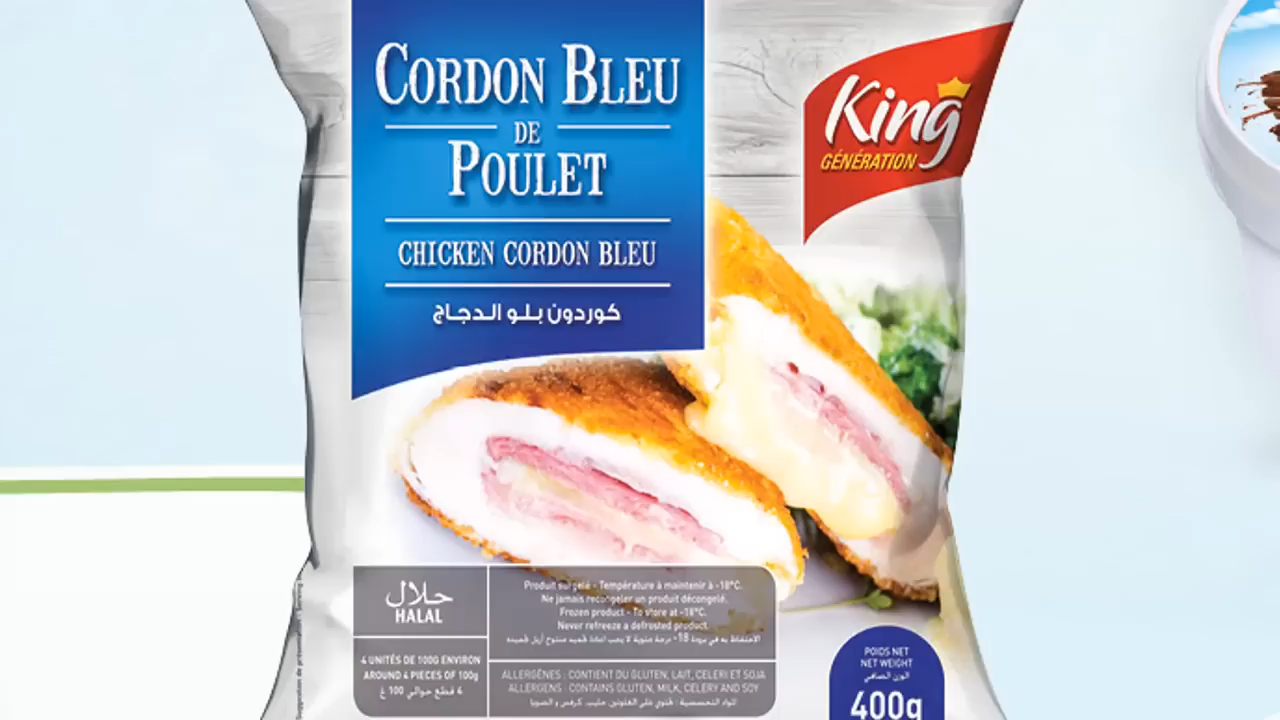 CORDON BLEU
DE
POULET
CHICKEN CORDON BLEU
كوردون بلو الدجاج
King
GÉNÉRATION
حلال
HALAL
4 UNITÉS DE 100G ENVIRON
AROUND 4 PIECES OF 100g
4 قطع حوالي 100 غ
Produit surgelé - Température à maintenir à -18°C.
Ne jamais recongeler un produit décongelé.
Frozen product - To store at -18°C.
Never refreeze a defrosted product.
ALLERGÈNES : CONTIENT DU GLUTEN, LAIT, CELERI ET SOJA
ALLERGENS : CONTAINS GLUTEN, MILK, CELERY AND SOY
POIDS NET
NET WEIGHT
الوزن الصافي
400g